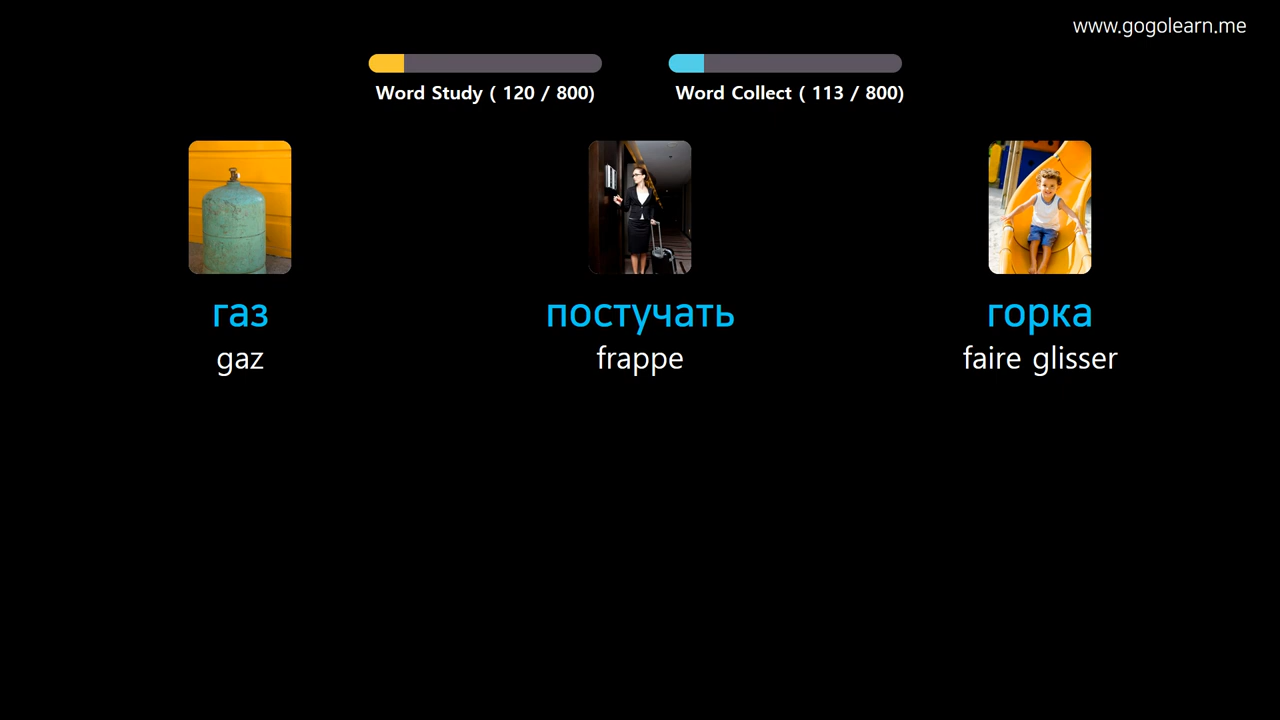 www.gogolearn.me
Word Study ( 120 / 800)
Word Collect ( 113 / 800)
газ
gaz
постучать
frappe
горка
faire glisser